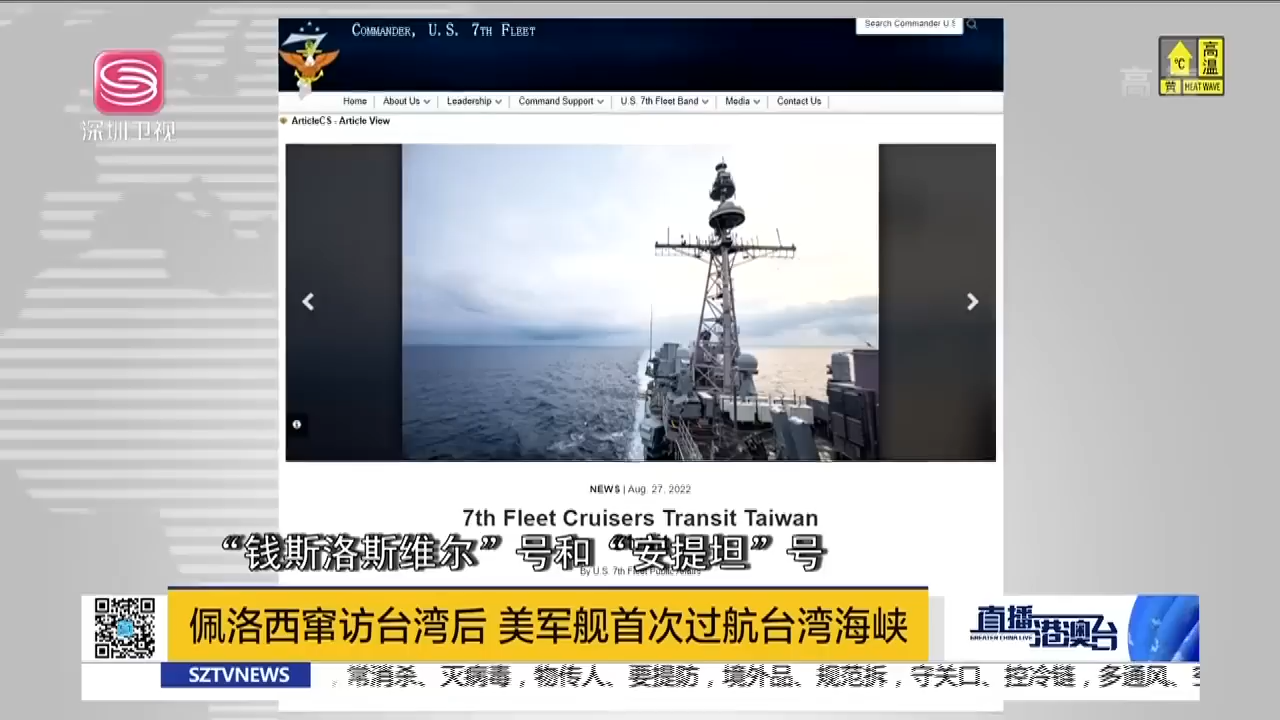 COMMANDER, U.S. 7TH FLEET
Search Commander U S
深圳卫视
高
℃
高温
黄
HEAT WAVE
Home
About Us
Leadership
Command Support
U.S. 7th Fleet Band
Media
Contact Us
ArticleCS - Article View
NEWS | Aug. 27, 2022
7th Fleet Cruisers Transit Taiwan
“钱斯洛斯维尔”号和“安提坦”号
By U.S. 7th Fleet Public Affairs
佩洛西窜访台湾后 美军舰首次过航台湾海峡
直播港澳台
GREATER CHINA LIVE
SZTVNEWS
，常消杀、灭病毒，物传人、要提防，境外品、规范拆，守关口、控冷链，多通风、